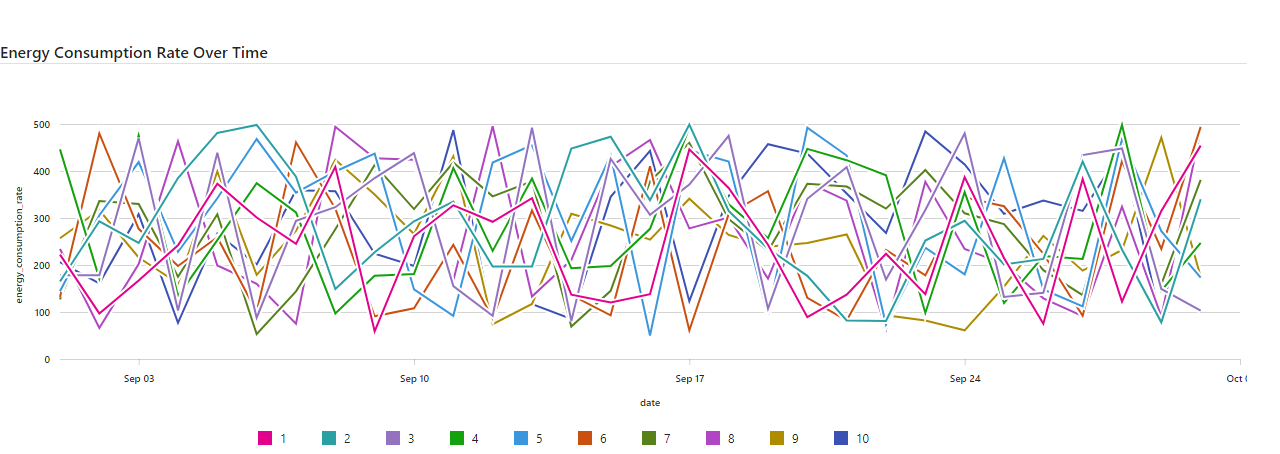 Energy Consumption Rate Over Time
500
400
300
200
100
0
energy_consumption_rate
Sep 03 Sep 10 Sep 17 Sep 24 Oct
date
1 2 3 4 5 6 7 8 9 10